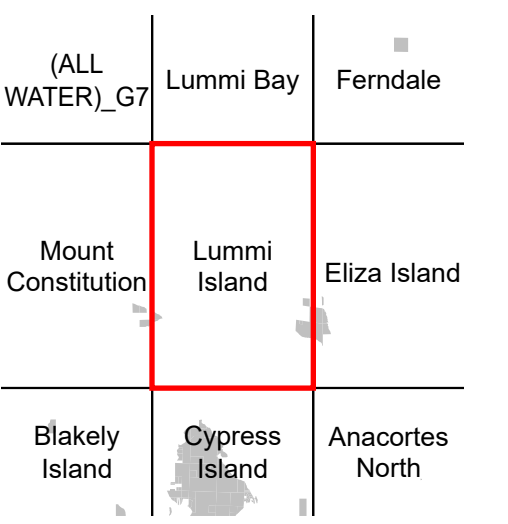 (ALL
WATER)_G7
Lummi Bay
Ferndale
Mount
Constitution
Lummi
Island
Eliza Island
Blakely
Island
Cypress
Island
Anacortes
North